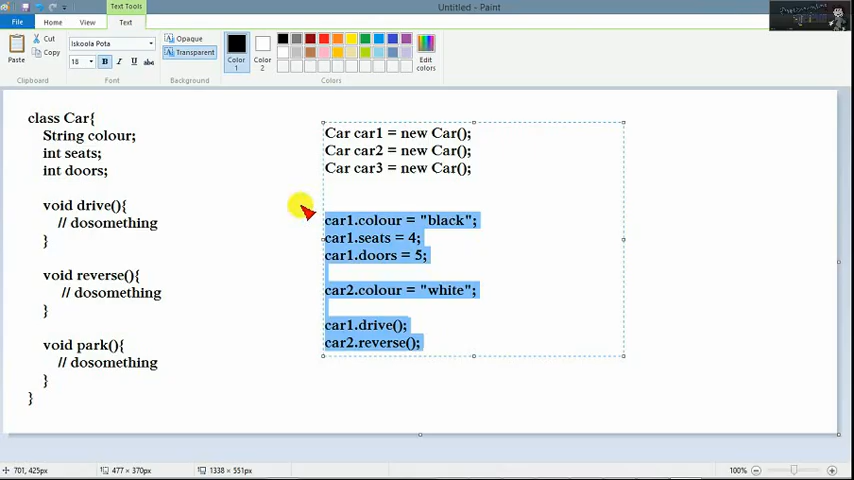 Text Tools
Untitled - Paint
File
Home
View
Text
Paste
Cut
Copy
Clipboard
Iskoola Pota
18
B
I
U
abc
Font
Opaque
Transparent
Background
Color 1
Color 2
Edit colors
Colors
class Car{
String colour;
int seats;
int doors;
void drive(){
// dosomething
}
void reverse(){
// dosomething
}
void park(){
// dosomething
}
}
Car car1 = new Car();
Car car2 = new Car();
Car car3 = new Car();
car1.colour = "black";
car1.seats = 4;
car1.doors = 5;
car2.colour = "white";
car1.drive();
car2.reverse();
701, 425px
477 × 370px
1338 × 551px
100%